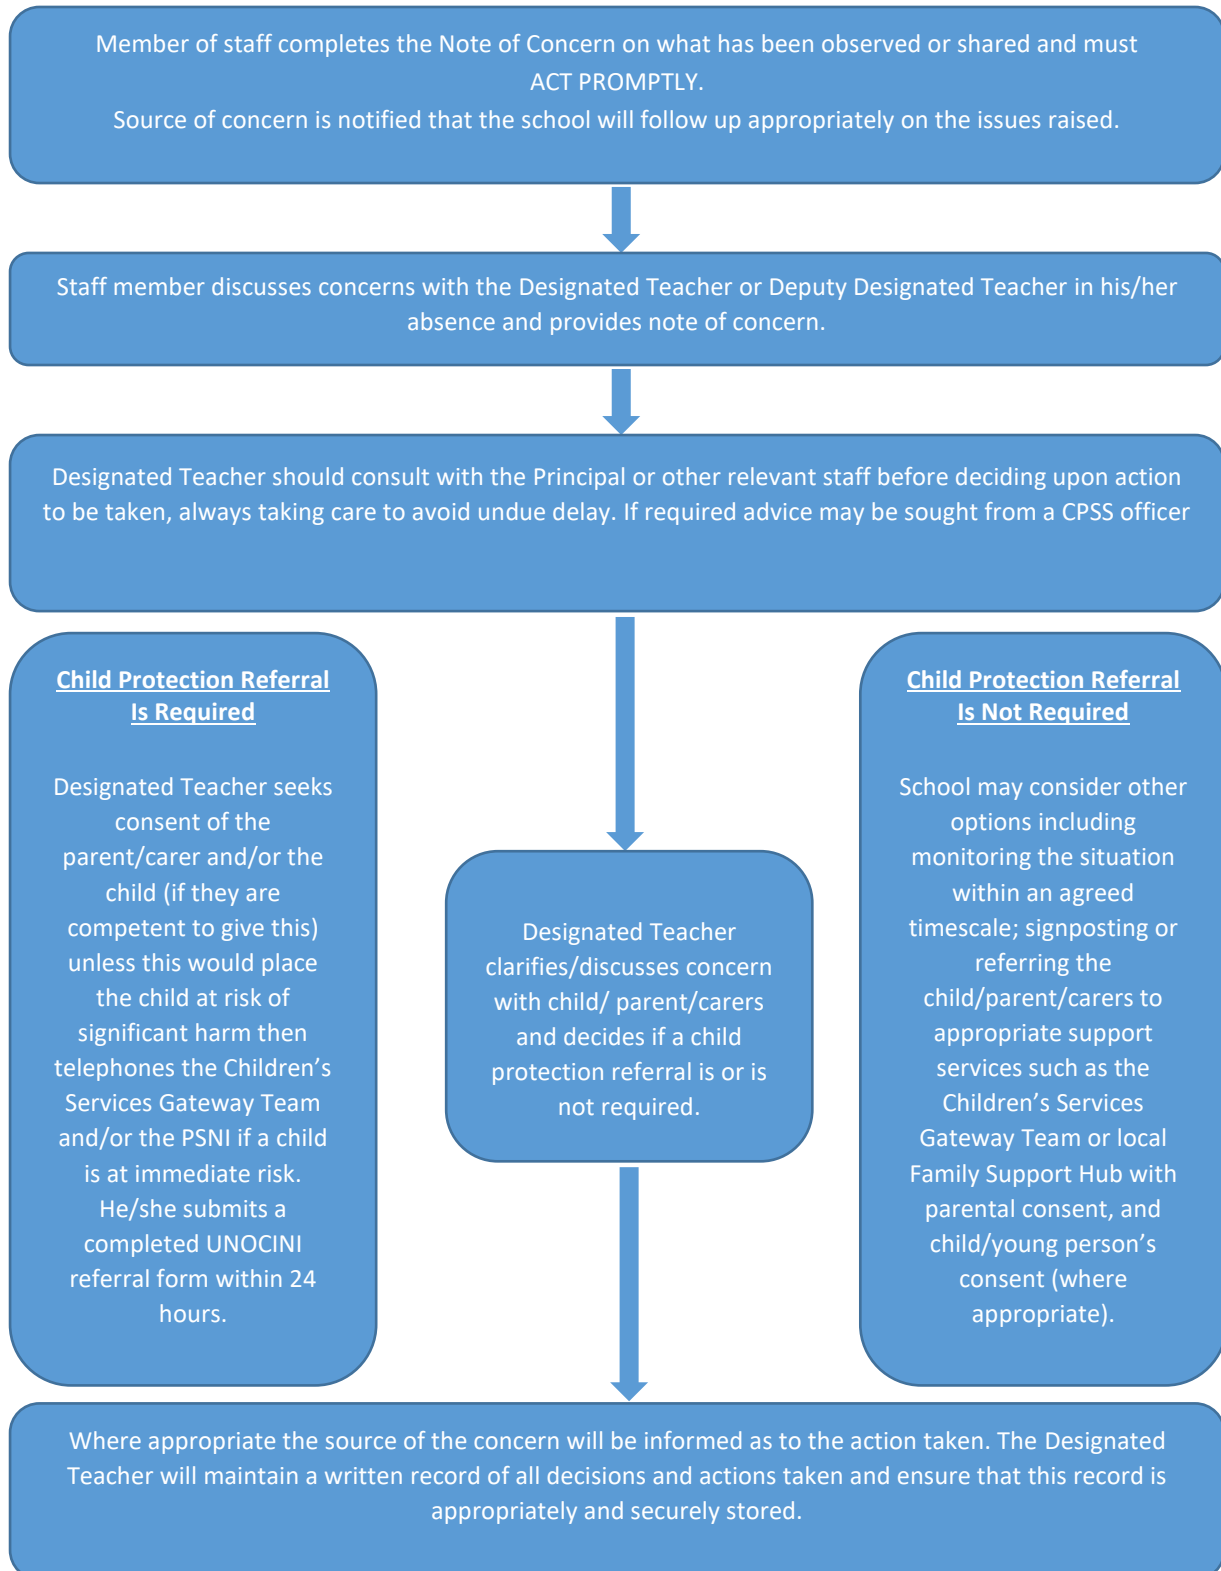 Member of staff completes the Note of Concern on what has been observed or shared and must
ACT PROMPTLY.
Source of concern is notified that the school will follow up appropriately on the issues raised.
Staff member discusses concerns with the Designated Teacher or Deputy Designated Teacher in his/her
absence and provides note of concern.
Designated Teacher should consult with the Principal or other relevant staff before deciding upon action
to be taken, always taking care to avoid undue delay. If required advice may be sought from a CPSS officer
Child Protection Referral
Is Required
Designated Teacher seeks
consent of the
parent/carer and/or the
child (if they are
competent to give this)
unless this would place
the child at risk of
significant harm then
telephones the Children’s
Services Gateway Team
and/or the PSNI if a child
is at immediate risk.
He/she submits a
completed UNOCINI
referral form within 24
hours.
Designated Teacher
clarifies/discusses concern
with child/ parent/carers
and decides if a child
protection referral is or is
not required.
Child Protection Referral
Is Not Required
School may consider other
options including
monitoring the situation
within an agreed
timescale; signposting or
referring the
child/parent/carers to
appropriate support
services such as the
Children’s Services
Gateway Team or local
Family Support Hub with
parental consent, and
child/young person’s
consent (where
appropriate).
Where appropriate the source of the concern will be informed as to the action taken. The Designated
Teacher will maintain a written record of all decisions and actions taken and ensure that this record is
appropriately and securely stored.